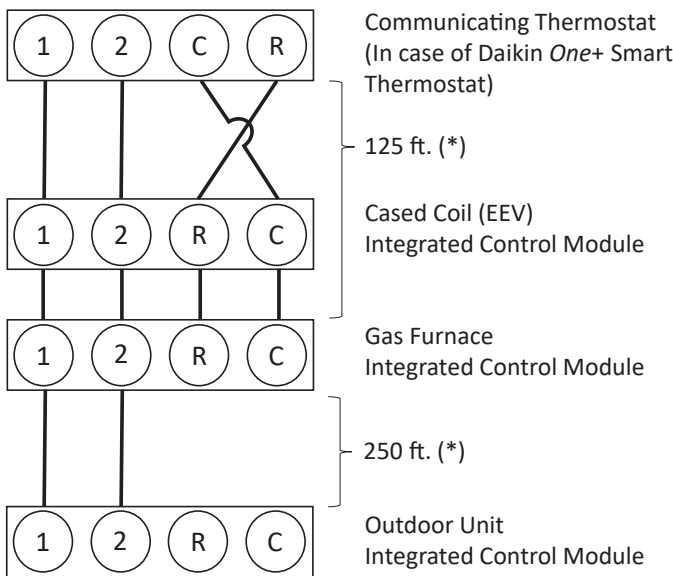 1 2 C R
Communicating Thermostat
(In case of Daikin One+ Smart
Thermostat)
125 ft. (*)
1 2 R C
Cased Coil (EEV)
Integrated Control Module
1 2 R C
Gas Furnace
Integrated Control Module
250 ft. (*)
1 2 R C
Outdoor Unit
Integrated Control Module